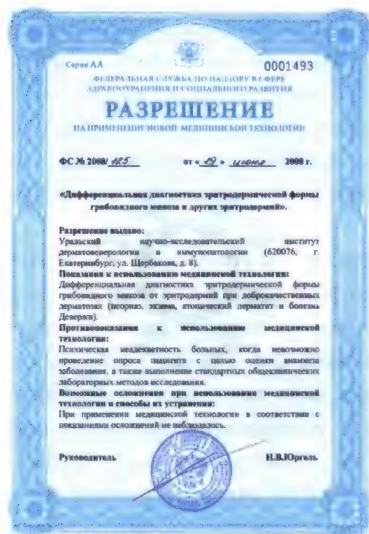 Серия АА
0001493
ФЕДЕРАЛЬНАЯ СЛУЖБА ПО НАДЗОРУ В СФЕРЕ
ЗДРАВООХРАНЕНИЯ И СОЦИАЛЬНОГО РАЗВИТИЯ
РАЗРЕШЕНИЕ
НА ПРИМЕНЕНИЕ НОВОЙ МЕДИЦИНСКОЙ ТЕХНОЛОГИИ
ФС № 2008/125 от « 19 » июня 2008 г.
«Дифференциальная диагностика эритродермической формы
грибовидного микоза и других эритродермий».
Разрешение выдано:
Уральский научно-исследовательский институт
дерматовенерологии и иммунопатологии (620076, г.
Екатеринбург, ул. Щербакова, д. 8).
Показания к использованию медицинской технологии:
Дифференциальная диагностика эритродермической формы
грибовидного микоза от эритродермий при доброкачественных
дерматозах (псориаз, экзема, атопический дерматит и болезнь
Девержи).
Противопоказания к использованию медицинской
технологии:
Психическая неадекватность больных, когда невозможно
проведение опроса пациента с целью оценки анамнеза
заболевания, а также выполнение стандартных общеклинических
лабораторных методов исследования.
Возможные осложнения при использовании медицинской
технологии и способы их устранения:
При применении медицинской технологии в соответствии с
показаниями осложнений не наблюдалось.
Руководитель
Н.В.Юргель